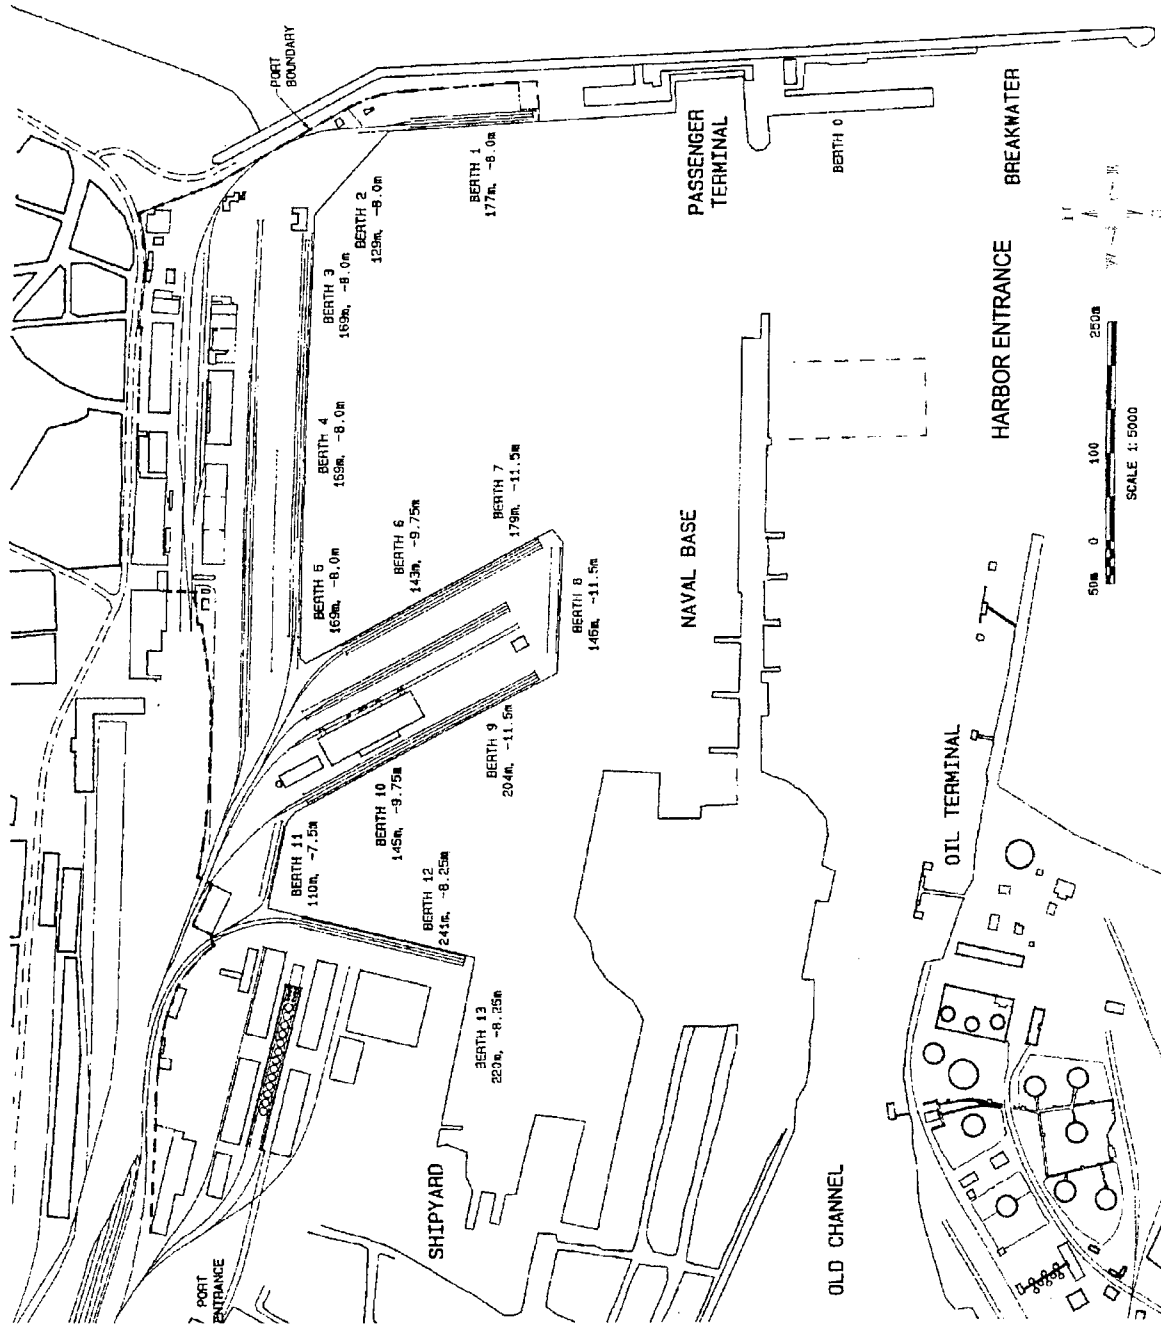 PORT
BOUNDARY
BERTH 1
177m, -8.0m
BERTH 2
129m, -8.0m
BERTH 3
169m, -8.0m
BERTH 4
169m, -8.0m
BERTH 5
169m, -8.0m
BERTH 6
143m, -9.75m
BERTH 7
179m, -11.5m
BERTH 8
146m, -11.5m
BERTH 9
204m, -11.5m
BERTH 10
145m, -9.75m
BERTH 11
110m, -7.5m
BERTH 12
241m, -8.25m
BERTH 13
220m, -8.25m
PASSENGER
TERMINAL
BERTH 0
BREAKWATER
HARBOR ENTRANCE
NAVAL BASE
OIL TERMINAL
SHIPYARD
OLD CHANNEL
PORT
ENTRANCE
50m 0 100 250m
SCALE 1:5000